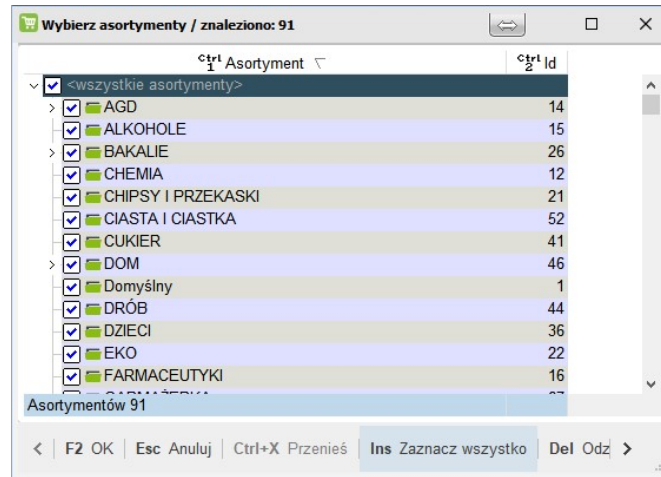 Wybierz asortymenty / znaleziono: 91
Ctrl 1 Asortyment Ctrl 2 Id
<wszystkie asortymenty>
AGD 14
ALKOHOLE 15
BAKALIE 26
CHEMIA 12
CHIPSY I PRZEKASKI 21
CIASTA I CIASTKA 52
CUKIER 41
DOM 46
Domyślny 1
DRÓB 44
DZIECI 36
EKO 22
FARMACEUTYKI 16
Asortymentów 91
F2 OK Esc Anuluj Ctrl+X Przenieś Ins Zaznacz wszystko Del Odz